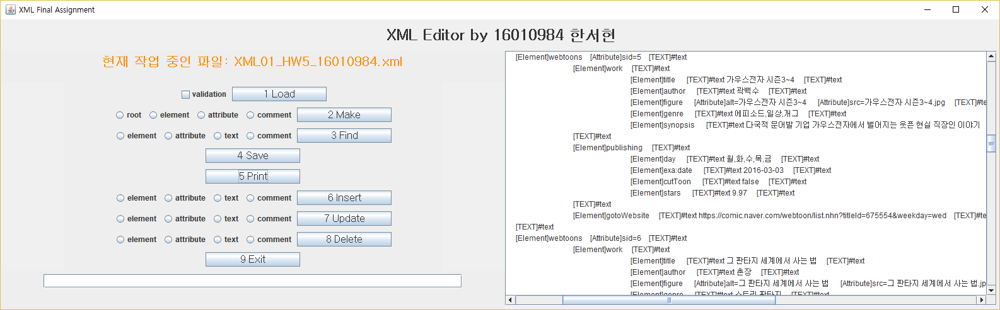 XML Final Assignment
XML Editor by 16010984 한서현
현재 작업 중인 파일: XML01_HW5_16010984.xml
validation 1 Load
root element attribute comment 2 Make
element attribute text comment 3 Find
4 Save
5 Print
element attribute text comment 6 Insert
element attribute text comment 7 Update
element attribute text comment 8 Delete
9 Exit
[Element]webtoons [Attribute]sid=5 [TEXT]#text
[Element]work [TEXT]#text
[Element]title [TEXT]#text 가우스전자 시즌3~4 [TEXT]#text
[Element]author [TEXT]#text 곽백수 [TEXT]#text
[Element]figure [Attribute]alt=가우스전자 시즌3~4 [Attribute]src=가우스전자 시즌3~4.jpg [TEXT]#te
[Element]genre [TEXT]#text 에피소드,일상,개그 [TEXT]#text
[Element]synopsis [TEXT]#text 다국적 문어발 기업 가우스전자에서 벌어지는 웃픈 현실 직장인 이야기
[TEXT]#text
[Element]publishing [TEXT]#text
[Element]day [TEXT]#text 월,화,수,목,금 [TEXT]#text
[Element]exa:date [TEXT]#text 2016-03-03 [TEXT]#text
[Element]cutToon [TEXT]#text false [TEXT]#text
[Element]stars [TEXT]#text 9.97 [TEXT]#text
[TEXT]#text
[Element]gotoWebsite [TEXT]#text https://comic.naver.com/webtoon/list.nhn?titleId=675554&weekday=wed [TEXT]#te
[TEXT]#text
[Element]webtoons [Attribute]sid=6 [TEXT]#text
[Element]work [TEXT]#text
[Element]title [TEXT]#text 그 판타지 세계에서 사는 법 [TEXT]#text
[Element]author [TEXT]#text 촌장 [TEXT]#text
[Element]figure [Attribute]alt=그 판타지 세계에서 사는 법 [Attribute]src=그 판타지 세계에서 사는 법.jp
[Element]genre [TEXT]#text 스토리,판타지 [TEXT]#text